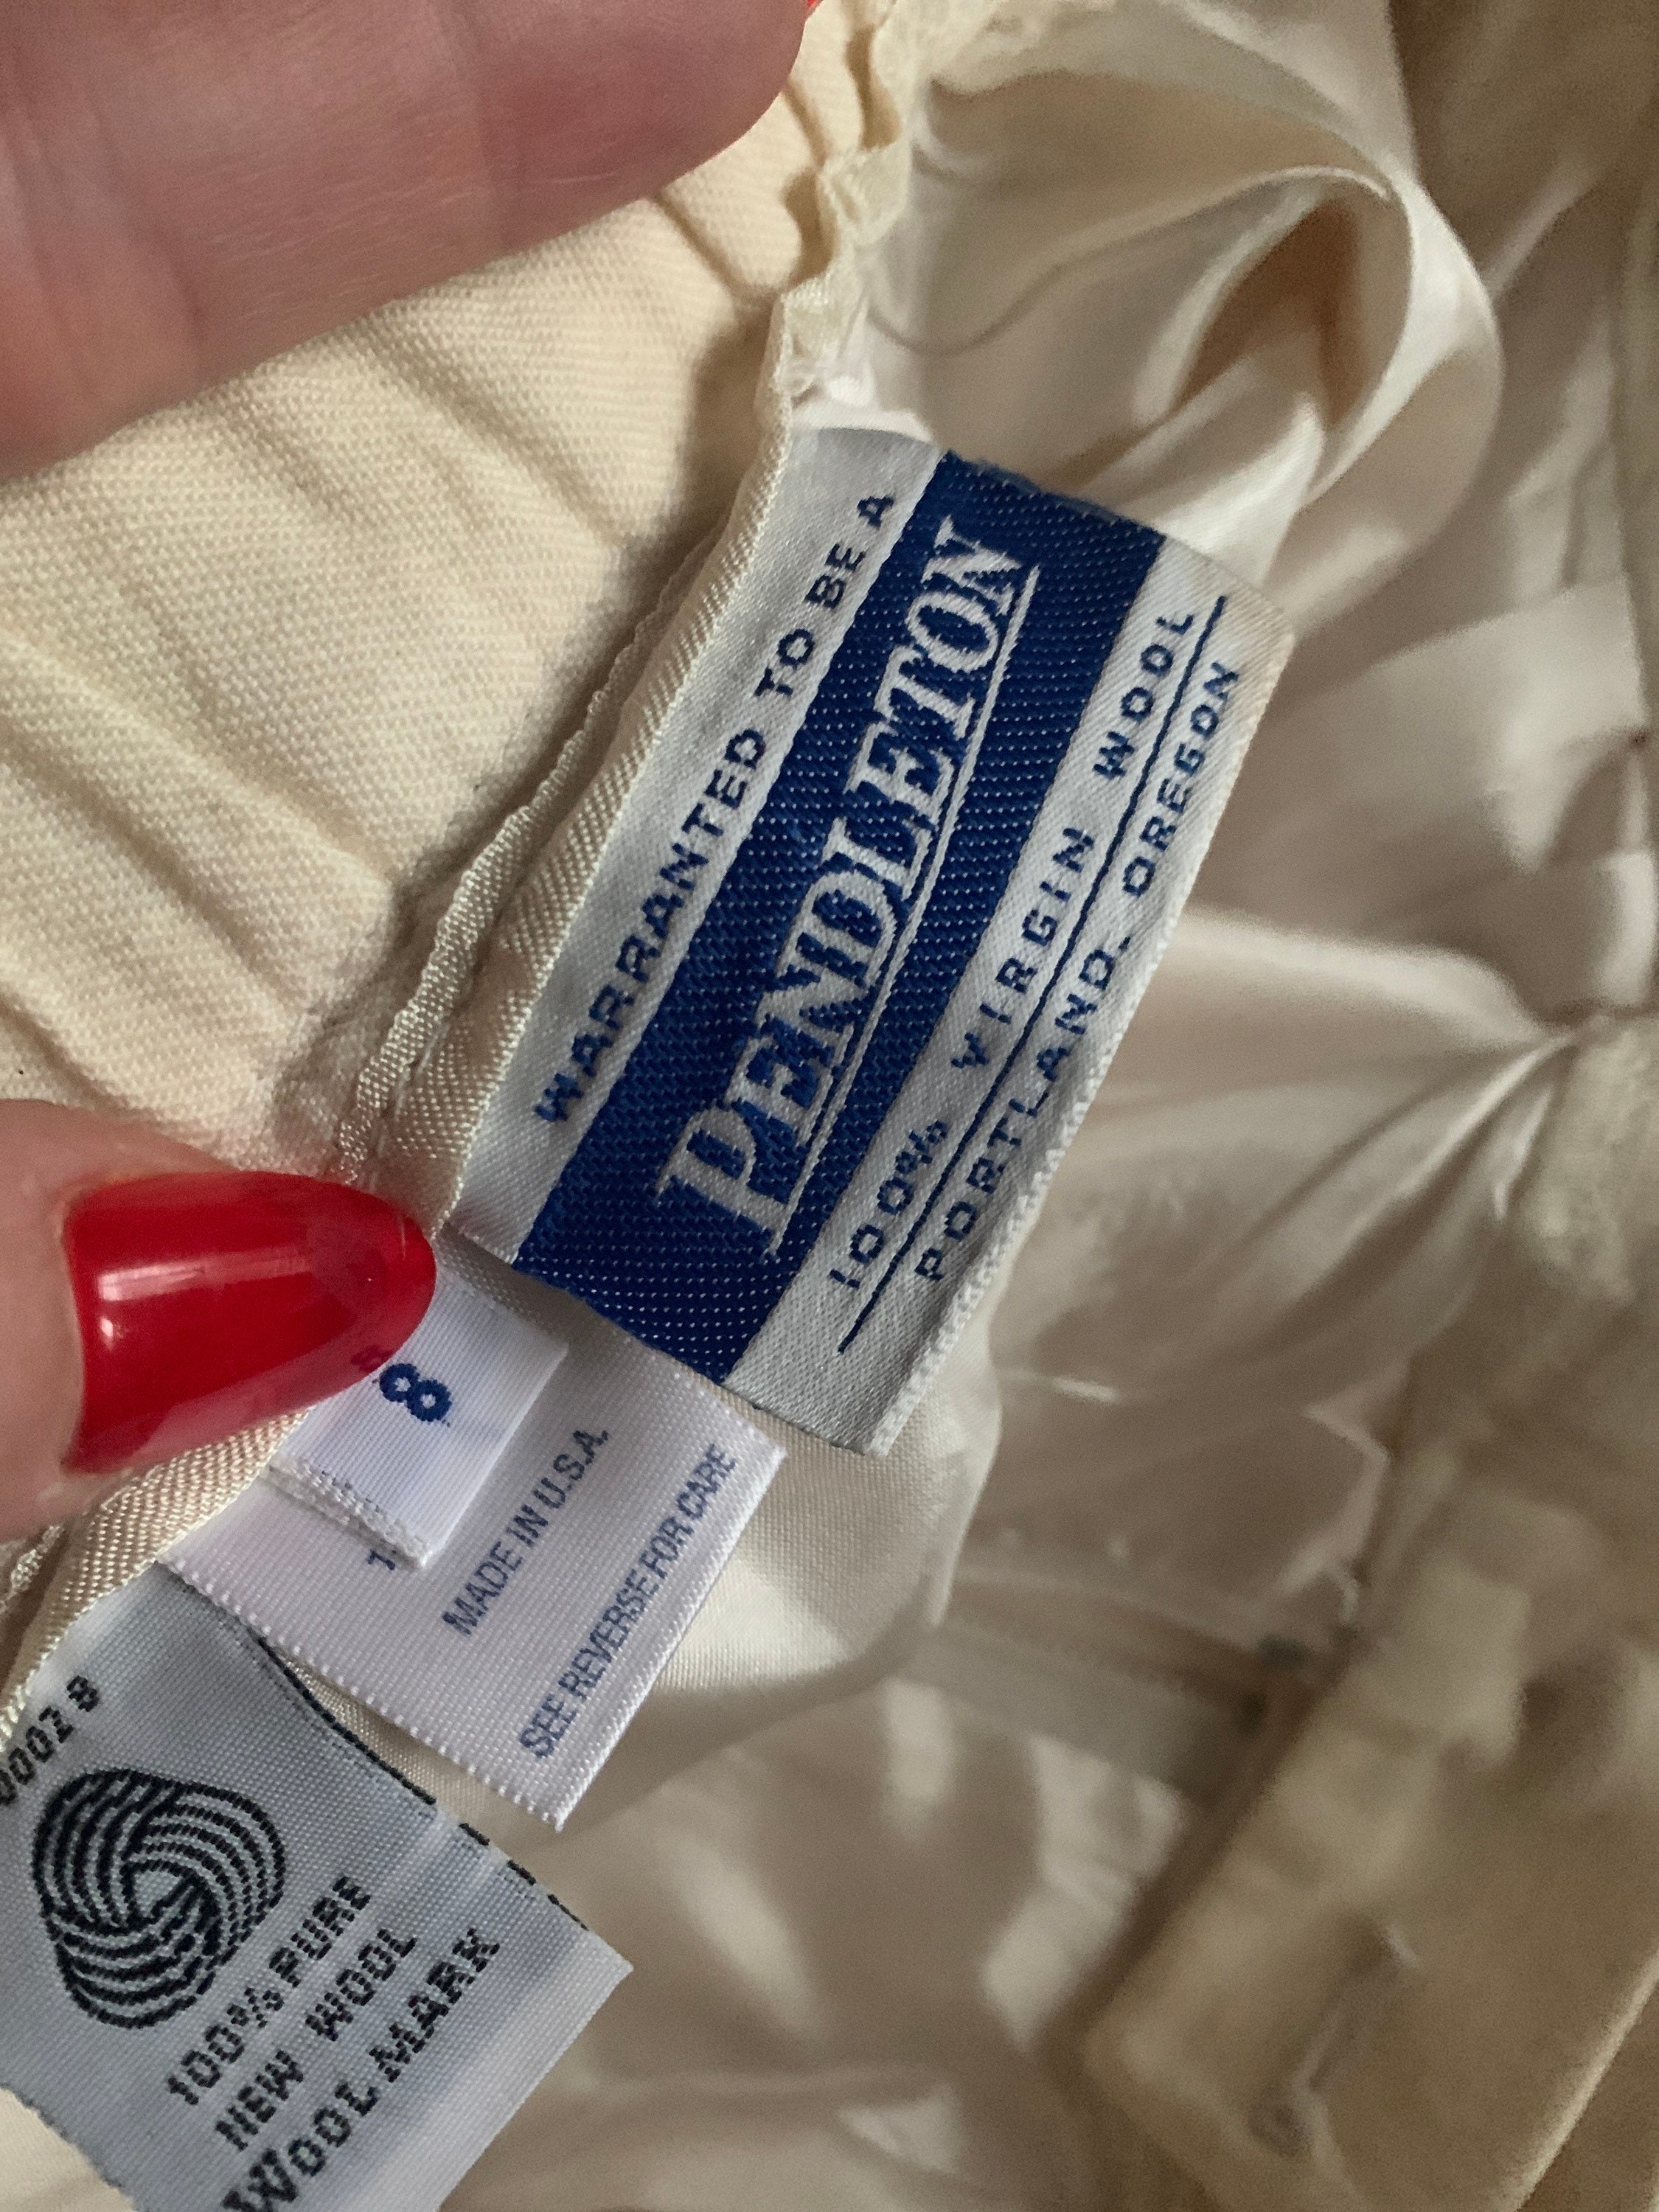 WARRANTED TO BE A
PENDLETON
100% VIRGIN WOOL
PORTLAND, OREGON
8
MADE IN U.S.A.
SEE REVERSE FOR CARE
100% PURE
NEW WOOL
WOOLMARK